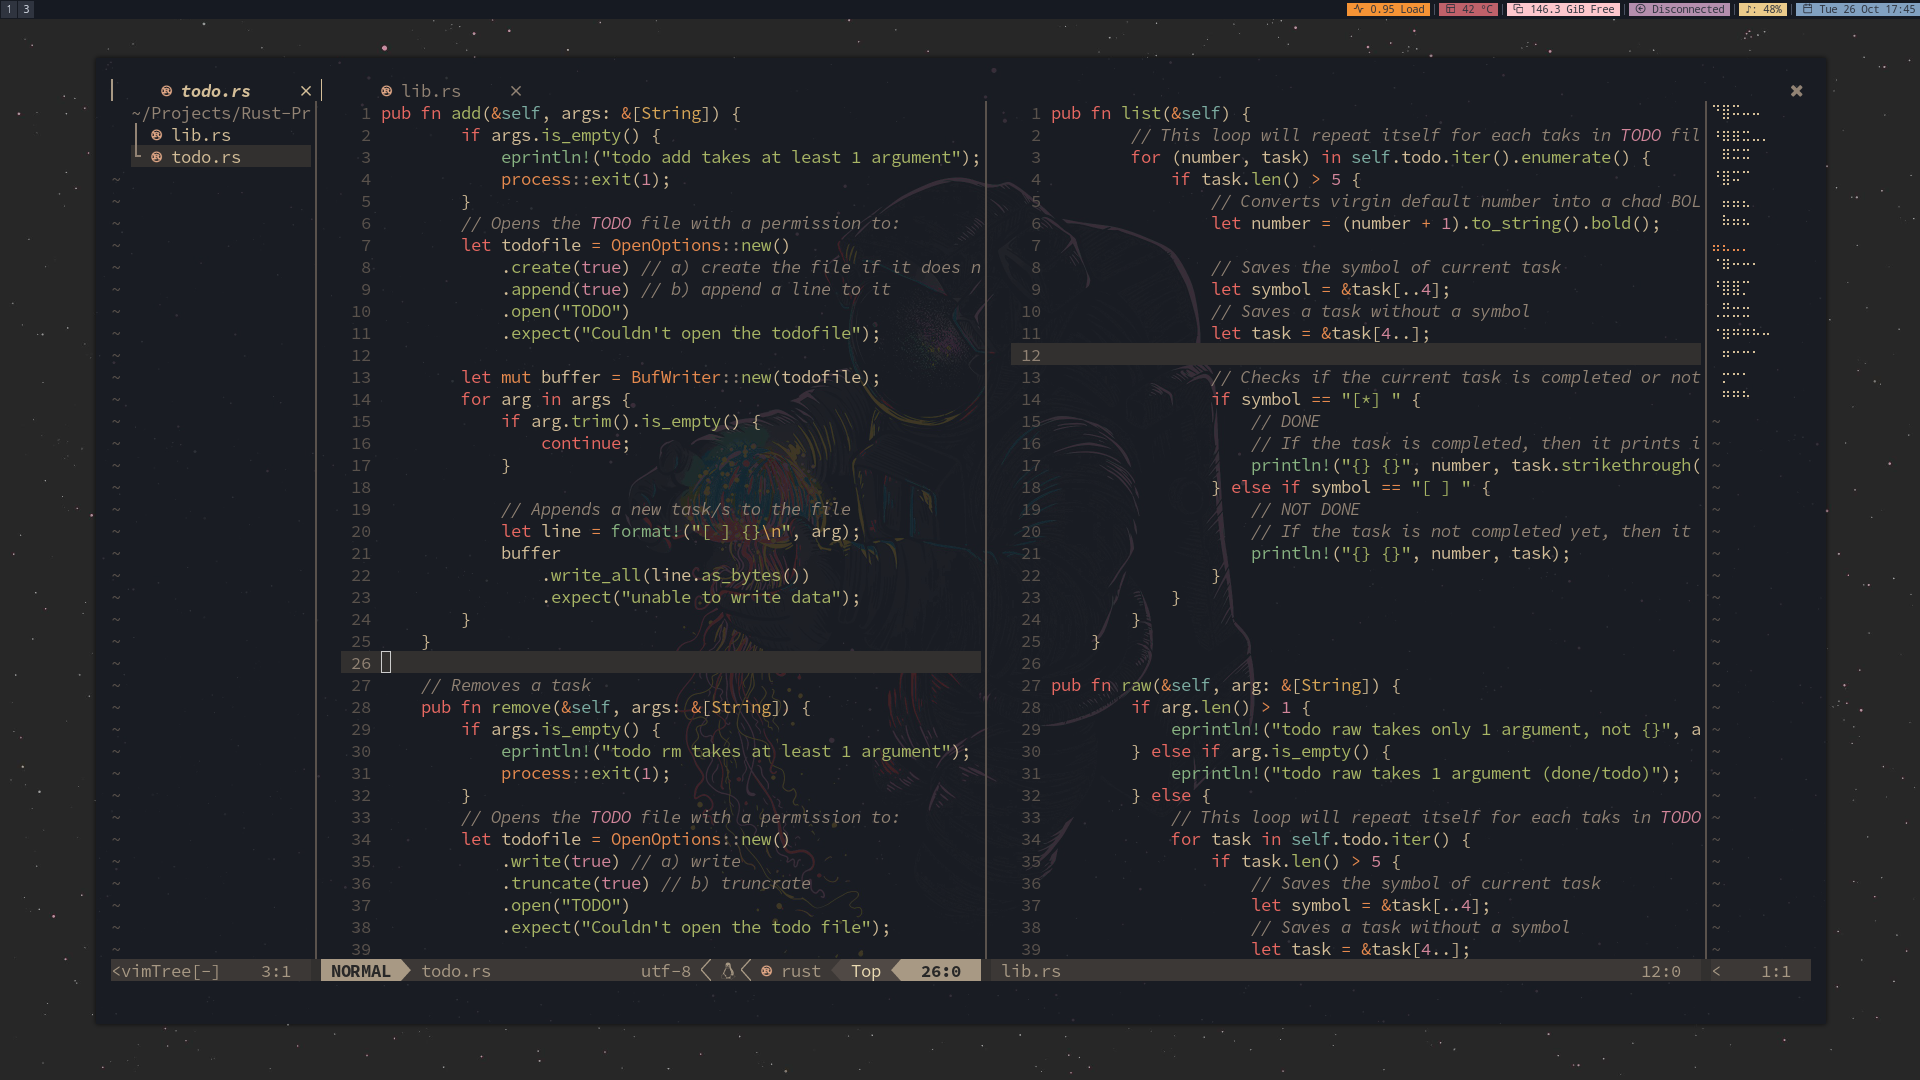 1 3 0.95 Load 42 °C 146.3 GiB Free Disconnected ♪: 48% Tue 26 Oct 17:45
todo.rs × lib.rs ×
~/Projects/Rust-Pr
lib.rs
todo.rs
1 pub fn add(&self, args: &[String]) {
2 if args.is_empty() {
3 eprintln!("todo add takes at least 1 argument");
4 process::exit(1);
5 }
6 // Opens the TODO file with a permission to:
7 let todofile = OpenOptions::new()
8 .create(true) // a) create the file if it does n
9 .append(true) // b) append a line to it
10 .open("TODO")
11 .expect("Couldn't open the todofile");
12
13 let mut buffer = BufWriter::new(todofile);
14 for arg in args {
15 if arg.trim().is_empty() {
16 continue;
17 }
18
19 // Appends a new task/s to the file
20 let line = format!("[ ] {}\n", arg);
21 buffer
22 .write_all(line.as_bytes())
23 .expect("unable to write data");
24 }
25 }
26
27 // Removes a task
28 pub fn remove(&self, args: &[String]) {
29 if args.is_empty() {
30 eprintln!("todo rm takes at least 1 argument");
31 process::exit(1);
32 }
33 // Opens the TODO file with a permission to:
34 let todofile = OpenOptions::new()
35 .write(true) // a) write
36 .truncate(true) // b) truncrate
37 .open("TODO")
38 .expect("Couldn't open the todo file");
39
1 pub fn list(&self) {
2 // This loop will repeat itself for each taks in TODO fil
3 for (number, task) in self.todo.iter().enumerate() {
4 if task.len() > 5 {
5 // Converts virgin default number into a chad BOL
6 let number = (number + 1).to_string().bold();
7
8 // Saves the symbol of current task
9 let symbol = &task[..4];
10 // Saves a task without a symbol
11 let task = &task[4..];
12
13 // Checks if the current task is completed or not
14 if symbol == "[*] " {
15 // DONE
16 // If the task is completed, then it prints i
17 println!("{} {}", number, task.strikethrough(
18 } else if symbol == "[ ] " {
19 // NOT DONE
20 // If the task is not completed yet, then it
21 println!("{} {}", number, task);
22 }
23 }
24 }
25 }
26
27 pub fn raw(&self, arg: &[String]) {
28 if arg.len() > 1 {
29 eprintln!("todo raw takes only 1 argument, not {}", a
30 } else if arg.is_empty() {
31 eprintln!("todo raw takes 1 argument (done/todo)");
32 } else {
33 // This loop will repeat itself for each taks in TODO
34 for task in self.todo.iter() {
35 if task.len() > 5 {
36 // Saves the symbol of current task
37 let symbol = &task[..4];
38 // Saves a task without a symbol
39 let task = &task[4..];
<vimTree[-] 3:1 NORMAL todo.rs utf-8 rust Top 26:0 lib.rs 12:0 < 1:1